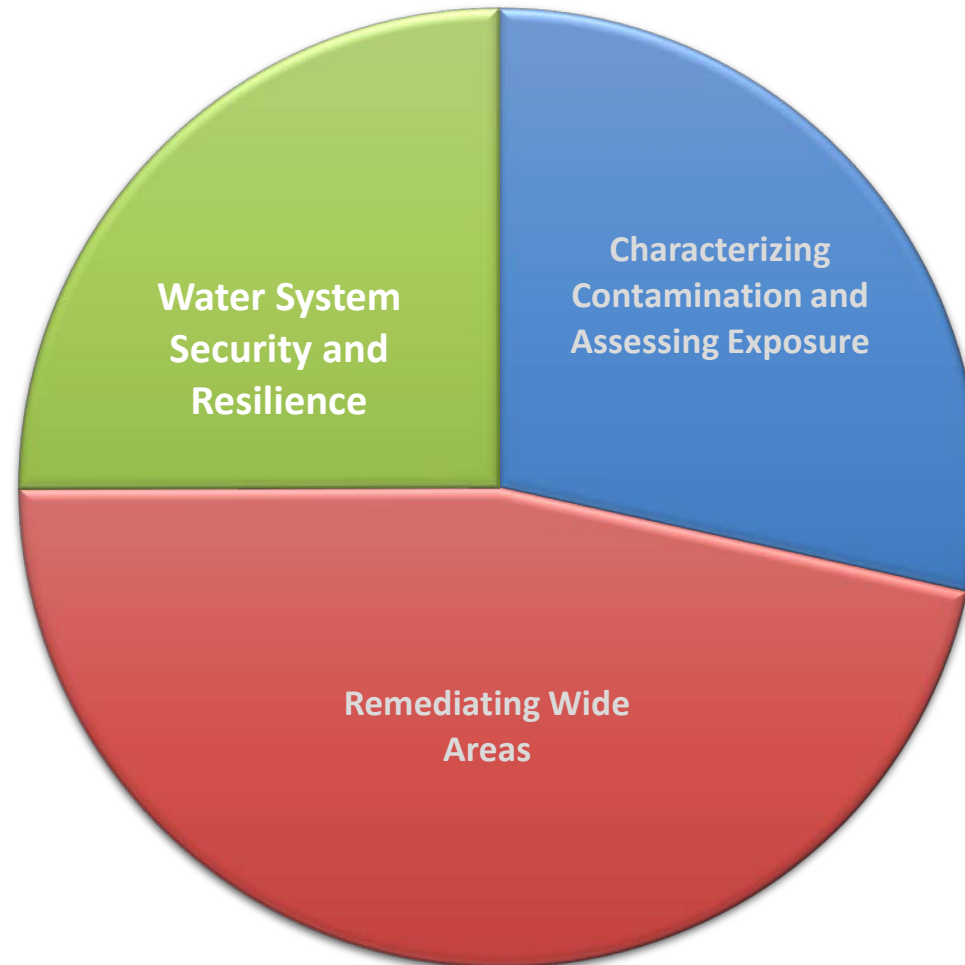 Water System
Security and
Resilience
Characterizing
Contamination and
Assessing Exposure
Remediating Wide
Areas